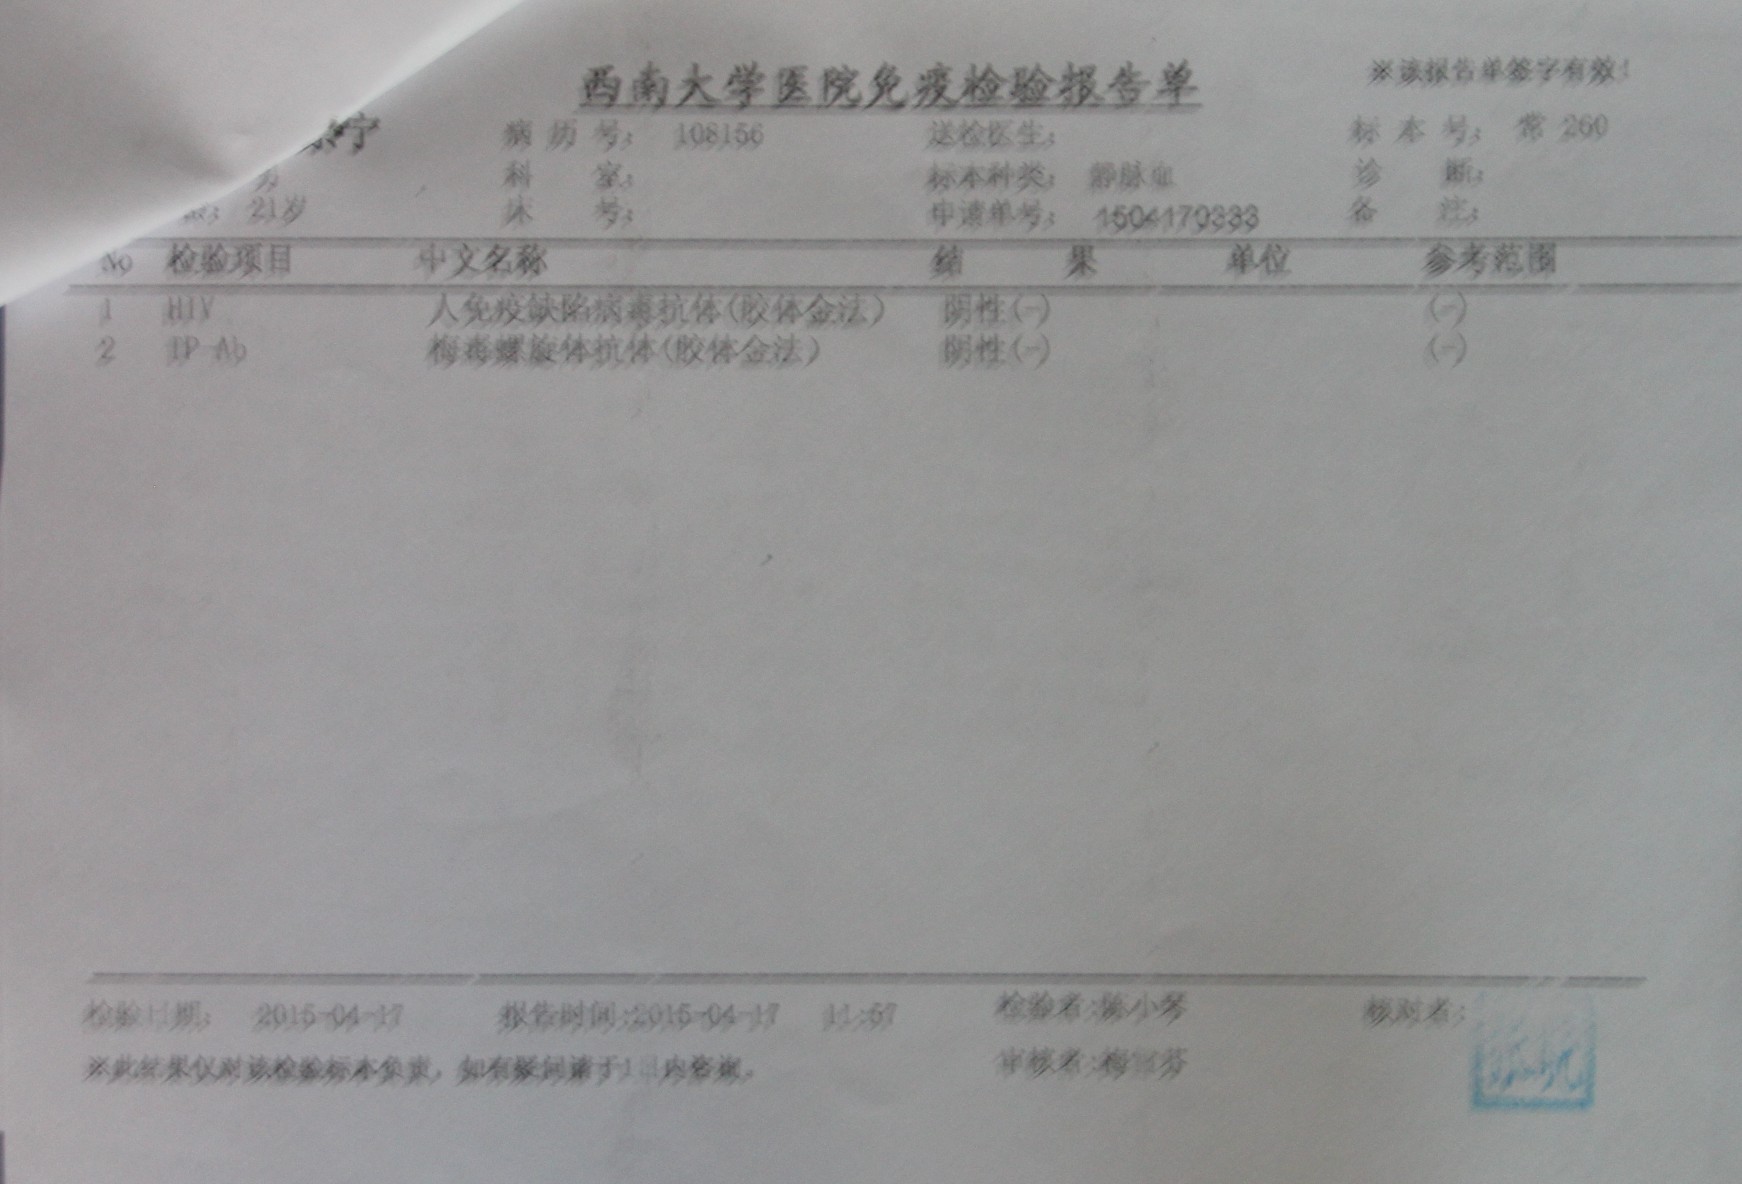 西南大学医院免疫检验报告单
※该报告单签字有效!
宁 病 历 号: 108156 送检医生: 标 本 号: 常 260
男 科 室: 标本种类: 静脉血 诊 断:
龄: 21岁 床 号: 申请单号: 1504170333 备 注:
No 检验项目 中文名称 结 果 单位 参考范围
1 HIV 人免疫缺陷病毒抗体(胶体金法) 阴性(-) (-)
2 TP-Ab 梅毒螺旋体抗体(胶体金法) 阴性(-) (-)
检验日期: 2015-04-17 报告时间:2015-04-17 11:57 检验者:陈小琴 核对者:
※此结果仅对该检验标本负责, 如有疑问请于1日内咨询。 审核者:梅 芬